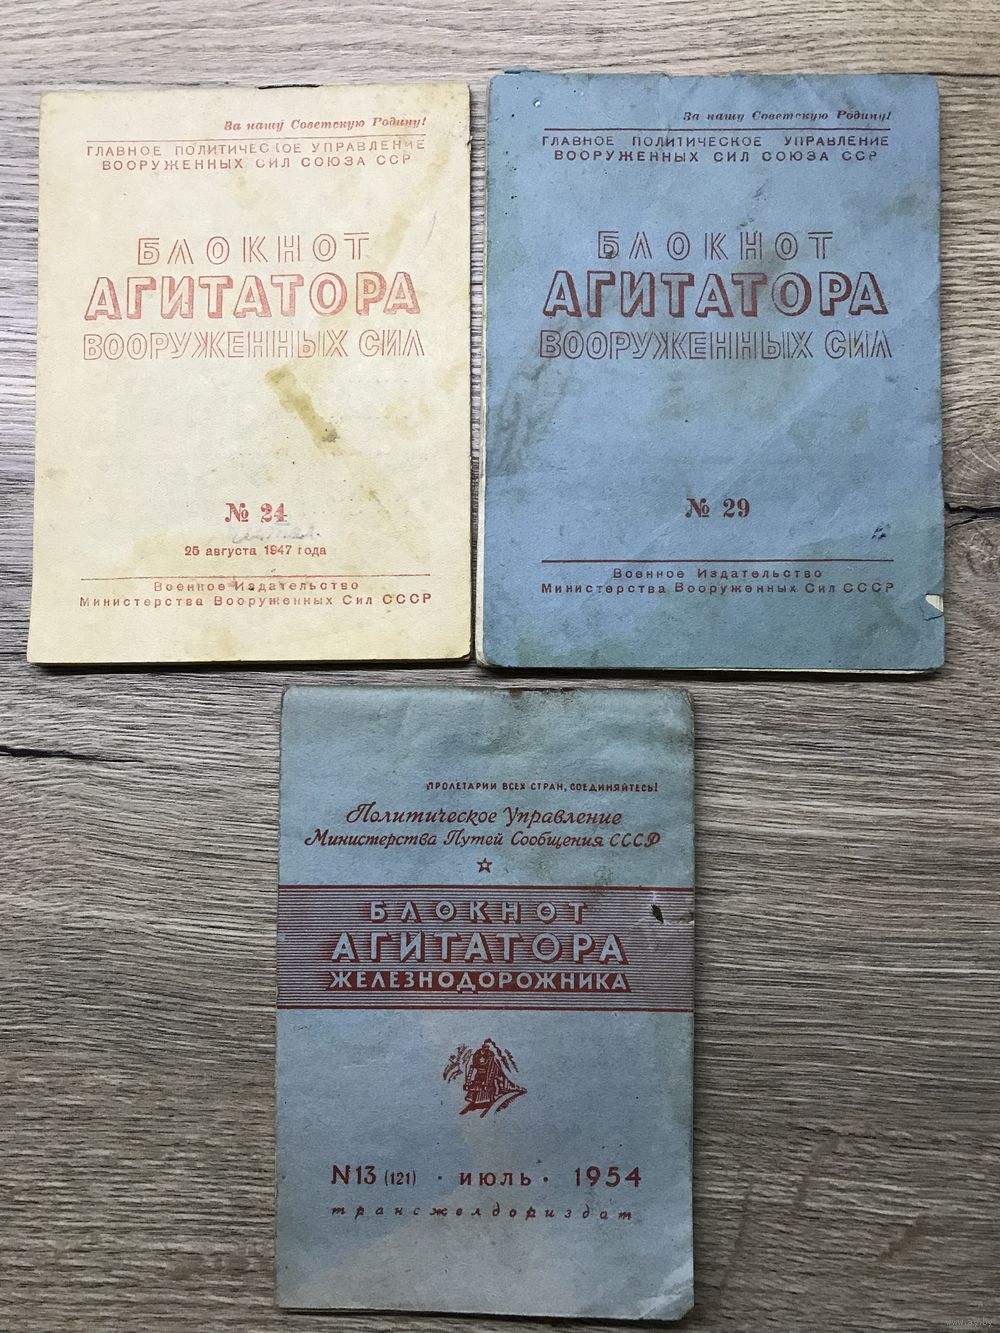 За нашу Советскую Родину!
ГЛАВНОЕ ПОЛИТИЧЕСКОЕ УПРАВЛЕНИЕ
ВООРУЖЕННЫХ СИЛ СОЮЗА ССР
БЛОКНОТ
АГИТАТОРА
ВООРУЖЕННЫХ СИЛ
№ 24
25 августа 1947 года
Военное Издательство
Министерства Вооруженных Сил СССР
За нашу Советскую Родину!
ГЛАВНОЕ ПОЛИТИЧЕСКОЕ УПРАВЛЕНИЕ
ВООРУЖЕННЫХ СИЛ СОЮЗА ССР
БЛОКНОТ
АГИТАТОРА
ВООРУЖЕННЫХ СИЛ
№ 29
Военное Издательство
Министерства Вооруженных Сил СССР
ПРОЛЕТАРИИ ВСЕХ СТРАН, СОЕДИНЯЙТЕСЬ!
Политическое Управление
Министерства Путей Сообщения СССР
БЛОКНОТ
АГИТАТОРА
ЖЕЛЕЗНОДОРОЖНИКА
N13 (121) · ИЮЛЬ · 1954
трансжелдориздат
www.ay.by